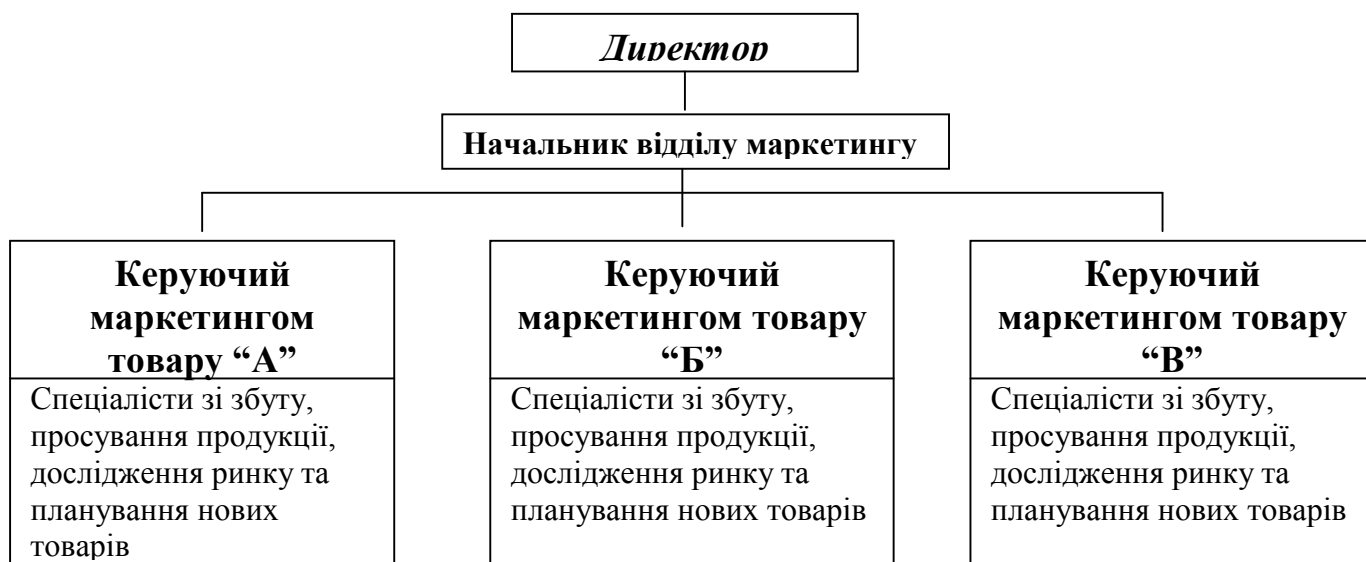 Директор
Начальник відділу маркетингу
Керуючий
маркетингом
товару “А”
Спеціалісти зі збуту,
просування продукції,
дослідження ринку та
планування нових
товарів
Керуючий
маркетингом товару
“Б”
Спеціалісти зі збуту,
просування продукції,
дослідження ринку та
планування нових товарів
Керуючий
маркетингом товару
“В”
Спеціалісти зі збуту,
просування продукції,
дослідження ринку та
планування нових товарів